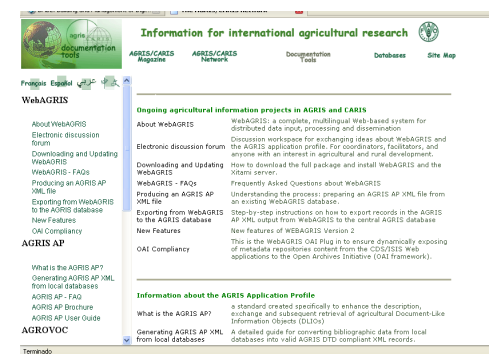 agris
documentation
tools
Information for international agricultural research
AGRIS/CARIS
Magazine
AGRIS/CARIS
Network
Documentation
Tools
Databases
Site Map
Français Español
WebAGRIS
About WebAGRIS
Electronic discussion
forum
Downloading and Updating
WebAGRIS
WebAGRIS - FAQs
Producing an AGRIS AP
XML file
Exporting from WebAGRIS
to the AGRIS database
New Features
OAI Compliancy
AGRIS AP
What is the AGRIS AP?
Generating AGRIS AP XML
from local databases
AGRIS AP - FAQ
AGRIS AP Brochure
AGRIS AP User Guide
AGROVOC
Ongoing agricultural information projects in AGRIS and CARIS
About WebAGRIS
WebAGRIS: a complete, multilingual Web-based system for
distributed data input, processing and dissemination
Electronic discussion forum
Discussion workspace for exchanging ideas about WebAGRIS and
the AGRIS application profile. For coordinators, facilitators, and
anyone with an interest in agricultural and rural development.
Downloading and Updating
WebAGRIS
How to download the full package and install WebAGRIS and the
Xitami server.
WebAGRIS - FAQs
Frequently Asked Questions about WebAGRIS
Producing an AGRIS AP
XML file
Understanding the process: preparing an AGRIS AP XML file from
an existing WebAGRIS database.
Exporting from WebAGRIS
to the AGRIS database
Step-by-step instructions on how to export records in the AGRIS
AP XML output from WebAGRIS to the central AGRIS database
New Features
New features of WEBAGRIS Version 2
OAI Compliancy
This is the WebAGRIS OAI Plug in to ensure dynamically exposing
of metadata repositories content from the CDS/ISIS Web
applications to the Open Archives Initiative (OAI framework).
Information about the AGRIS Application Profile
What is the AGRIS AP?
a standard created specifically to enhance the description,
exchange and subsequent retrieval of agricultural Document-Like
Information Objects (DLIOs)
Generating AGRIS AP XML
from local databases
A detailed guide for converting bibliographic data from local
databases into valid AGRIS DTD compliant XML records.
Terminado